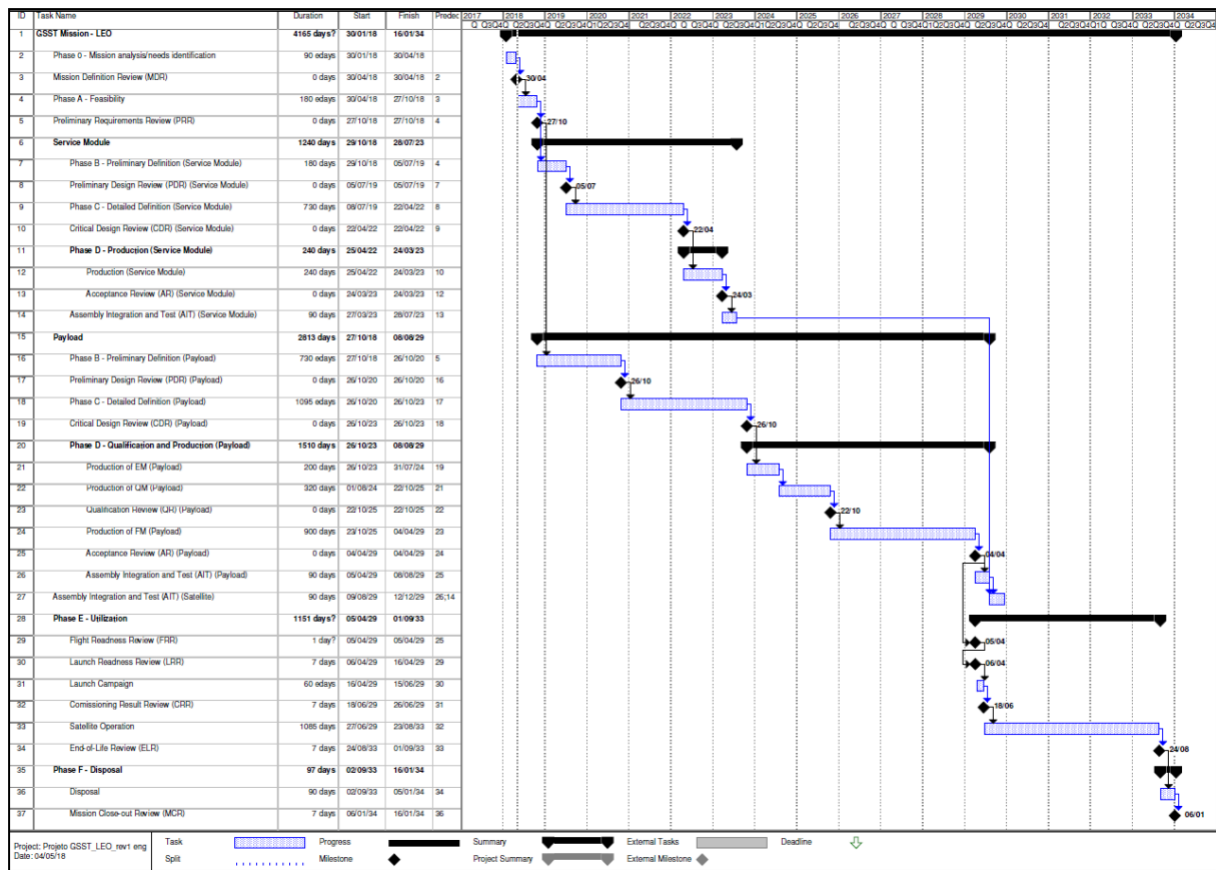 ID Task Name Duration Start Finish Predec 2017 2018 2019 2020 2021 2022 2023 2024 2025 2026 2027 2028 2029 2030 2031 2032 2033 2034
1 GSST Mission - LEO 4165 days? 30/01/18 16/01/34
2 Phase 0 - Mission analysis/needs identification 90 edays 30/01/18 30/04/18
3 Mission Definition Review (MDR) 0 days 30/04/18 30/04/18 2 30/04
4 Phase A - Feasibility 180 edays 30/04/18 27/10/18 3
5 Preliminary Requirements Review (PRR) 0 days 27/10/18 27/10/18 4 27/10
6 Service Module 1240 days 29/10/18 28/07/23
7 Phase B - Preliminary Definition (Service Module) 180 days 29/10/18 05/07/19 4
8 Preliminary Design Review (PDR) (Service Module) 0 days 05/07/19 05/07/19 7 05/07
9 Phase C - Detailed Definition (Service Module) 730 days 08/07/19 22/04/22 8
10 Critical Design Review (CDR) (Service Module) 0 days 22/04/22 22/04/22 9 22/04
11 Phase D - Production (Service Module) 240 days 25/04/22 24/03/23
12 Production (Service Module) 240 days 25/04/22 24/03/23 10
13 Acceptance Review (AR) (Service Module) 0 days 24/03/23 24/03/23 12 24/03
14 Assembly Integration and Test (AIT) (Service Module) 90 days 27/03/23 28/07/23 13
15 Payload 2813 days 27/10/18 08/08/29
16 Phase B - Preliminary Definition (Payload) 730 edays 27/10/18 26/10/20 5
17 Preliminary Design Review (PDR) (Payload) 0 days 26/10/20 26/10/20 16 26/10
18 Phase C - Detailed Definition (Payload) 1095 edays 26/10/20 26/10/23 17
19 Critical Design Review (CDR) (Payload) 0 days 26/10/23 26/10/23 18 26/10
20 Phase D - Qualification and Production (Payload) 1510 days 26/10/23 08/08/29
21 Production of EM (Payload) 200 days 26/10/23 31/07/24 19
22 Production of QM (Payload) 320 days 01/08/24 22/10/25 21
23 Qualification Review (QR) (Payload) 0 days 22/10/25 22/10/25 22 22/10
24 Production of FM (Payload) 900 days 23/10/25 04/04/29 23
25 Acceptance Review (AR) (Payload) 0 days 04/04/29 04/04/29 24 04/04
26 Assembly Integration and Test (AIT) (Payload) 90 days 05/04/29 08/08/29 25
27 Assembly Integration and Test (AIT) (Satellite) 90 days 09/08/29 12/12/29 26;14
28 Phase E - Utilization 1151 days? 05/04/29 01/09/33
29 Flight Readiness Review (FRR) 1 day? 05/04/29 05/04/29 25 05/04
30 Launch Readiness Review (LRR) 7 days 06/04/29 16/04/29 29 06/04
31 Launch Campaign 60 edays 16/04/29 15/06/29 30
32 Comissioning Result Review (CRR) 7 days 18/06/29 26/06/29 31 18/06
33 Satellite Operation 1085 days 27/06/29 23/08/33 32
34 End-of-Life Review (ELR) 7 days 24/08/33 01/09/33 33 24/08
35 Phase F - Disposal 97 days 02/09/33 16/01/34
36 Disposal 90 days 02/09/33 05/01/34 34
37 Mission Close-out Review (MCR) 7 days 06/01/34 16/01/34 36 06/01
Project: Projeto GSST_LEO_rev1 eng
Date: 04/05/18
Task Progress Summary External Tasks Deadline
Split Milestone Project Summary External Milestone